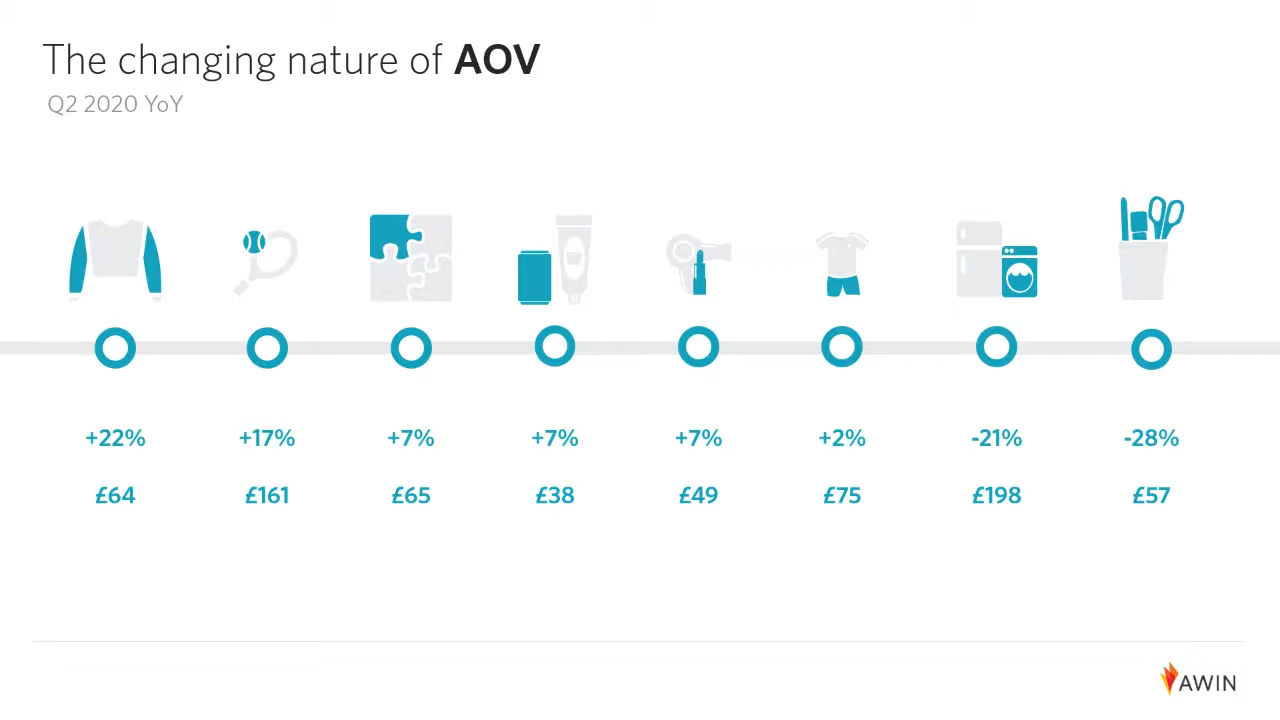 The changing nature of AOV
Q2 2020 YoY
+22% +17% +7% +7% +7% +2% -21% -28%
£64 £161 £65 £38 £49 £75 £198 £57
AWIN